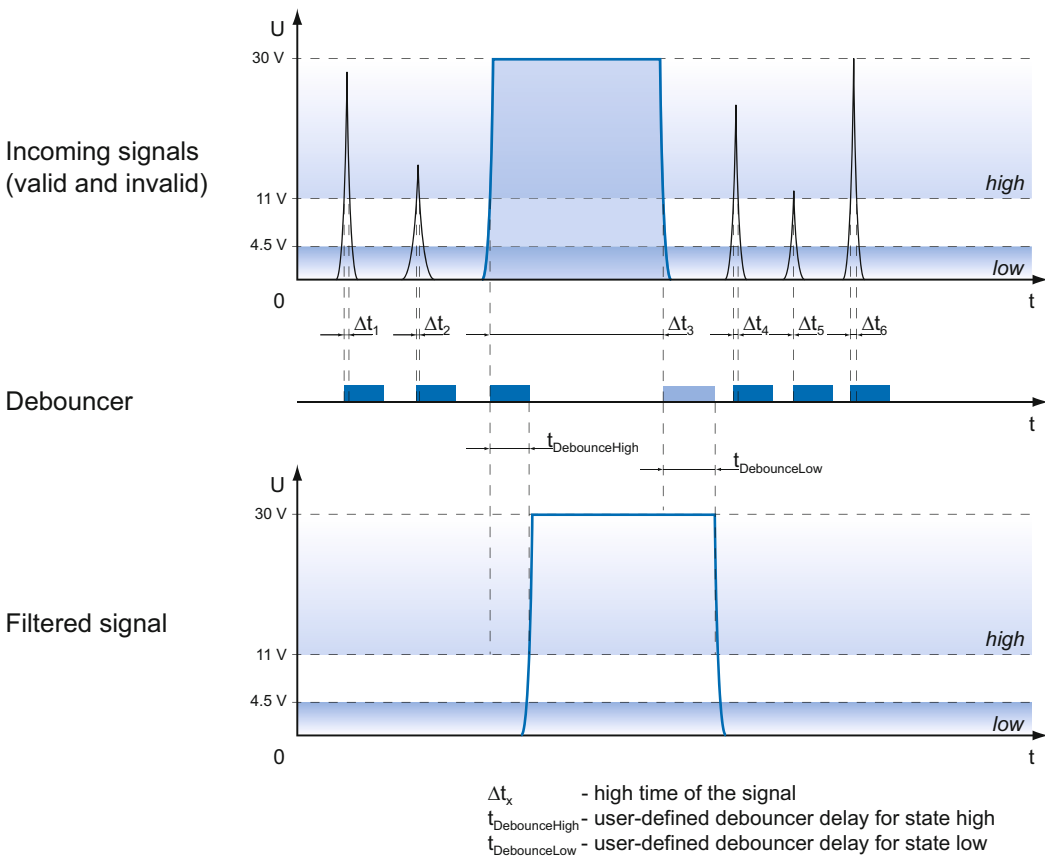 U
30 V
Incoming signals
(valid and invalid)
11 V
high
4.5 V
low
0
t
Δt1
Δt2
Δt3
Δt4
Δt5
Δt6
Debouncer
t
tDebounceHigh
tDebounceLow
U
30 V
Filtered signal
high
11 V
4.5 V
low
0
t
Δtx - high time of the signal
tDebounceHigh - user-defined debouncer delay for state high
tDebounceLow - user-defined debouncer delay for state low